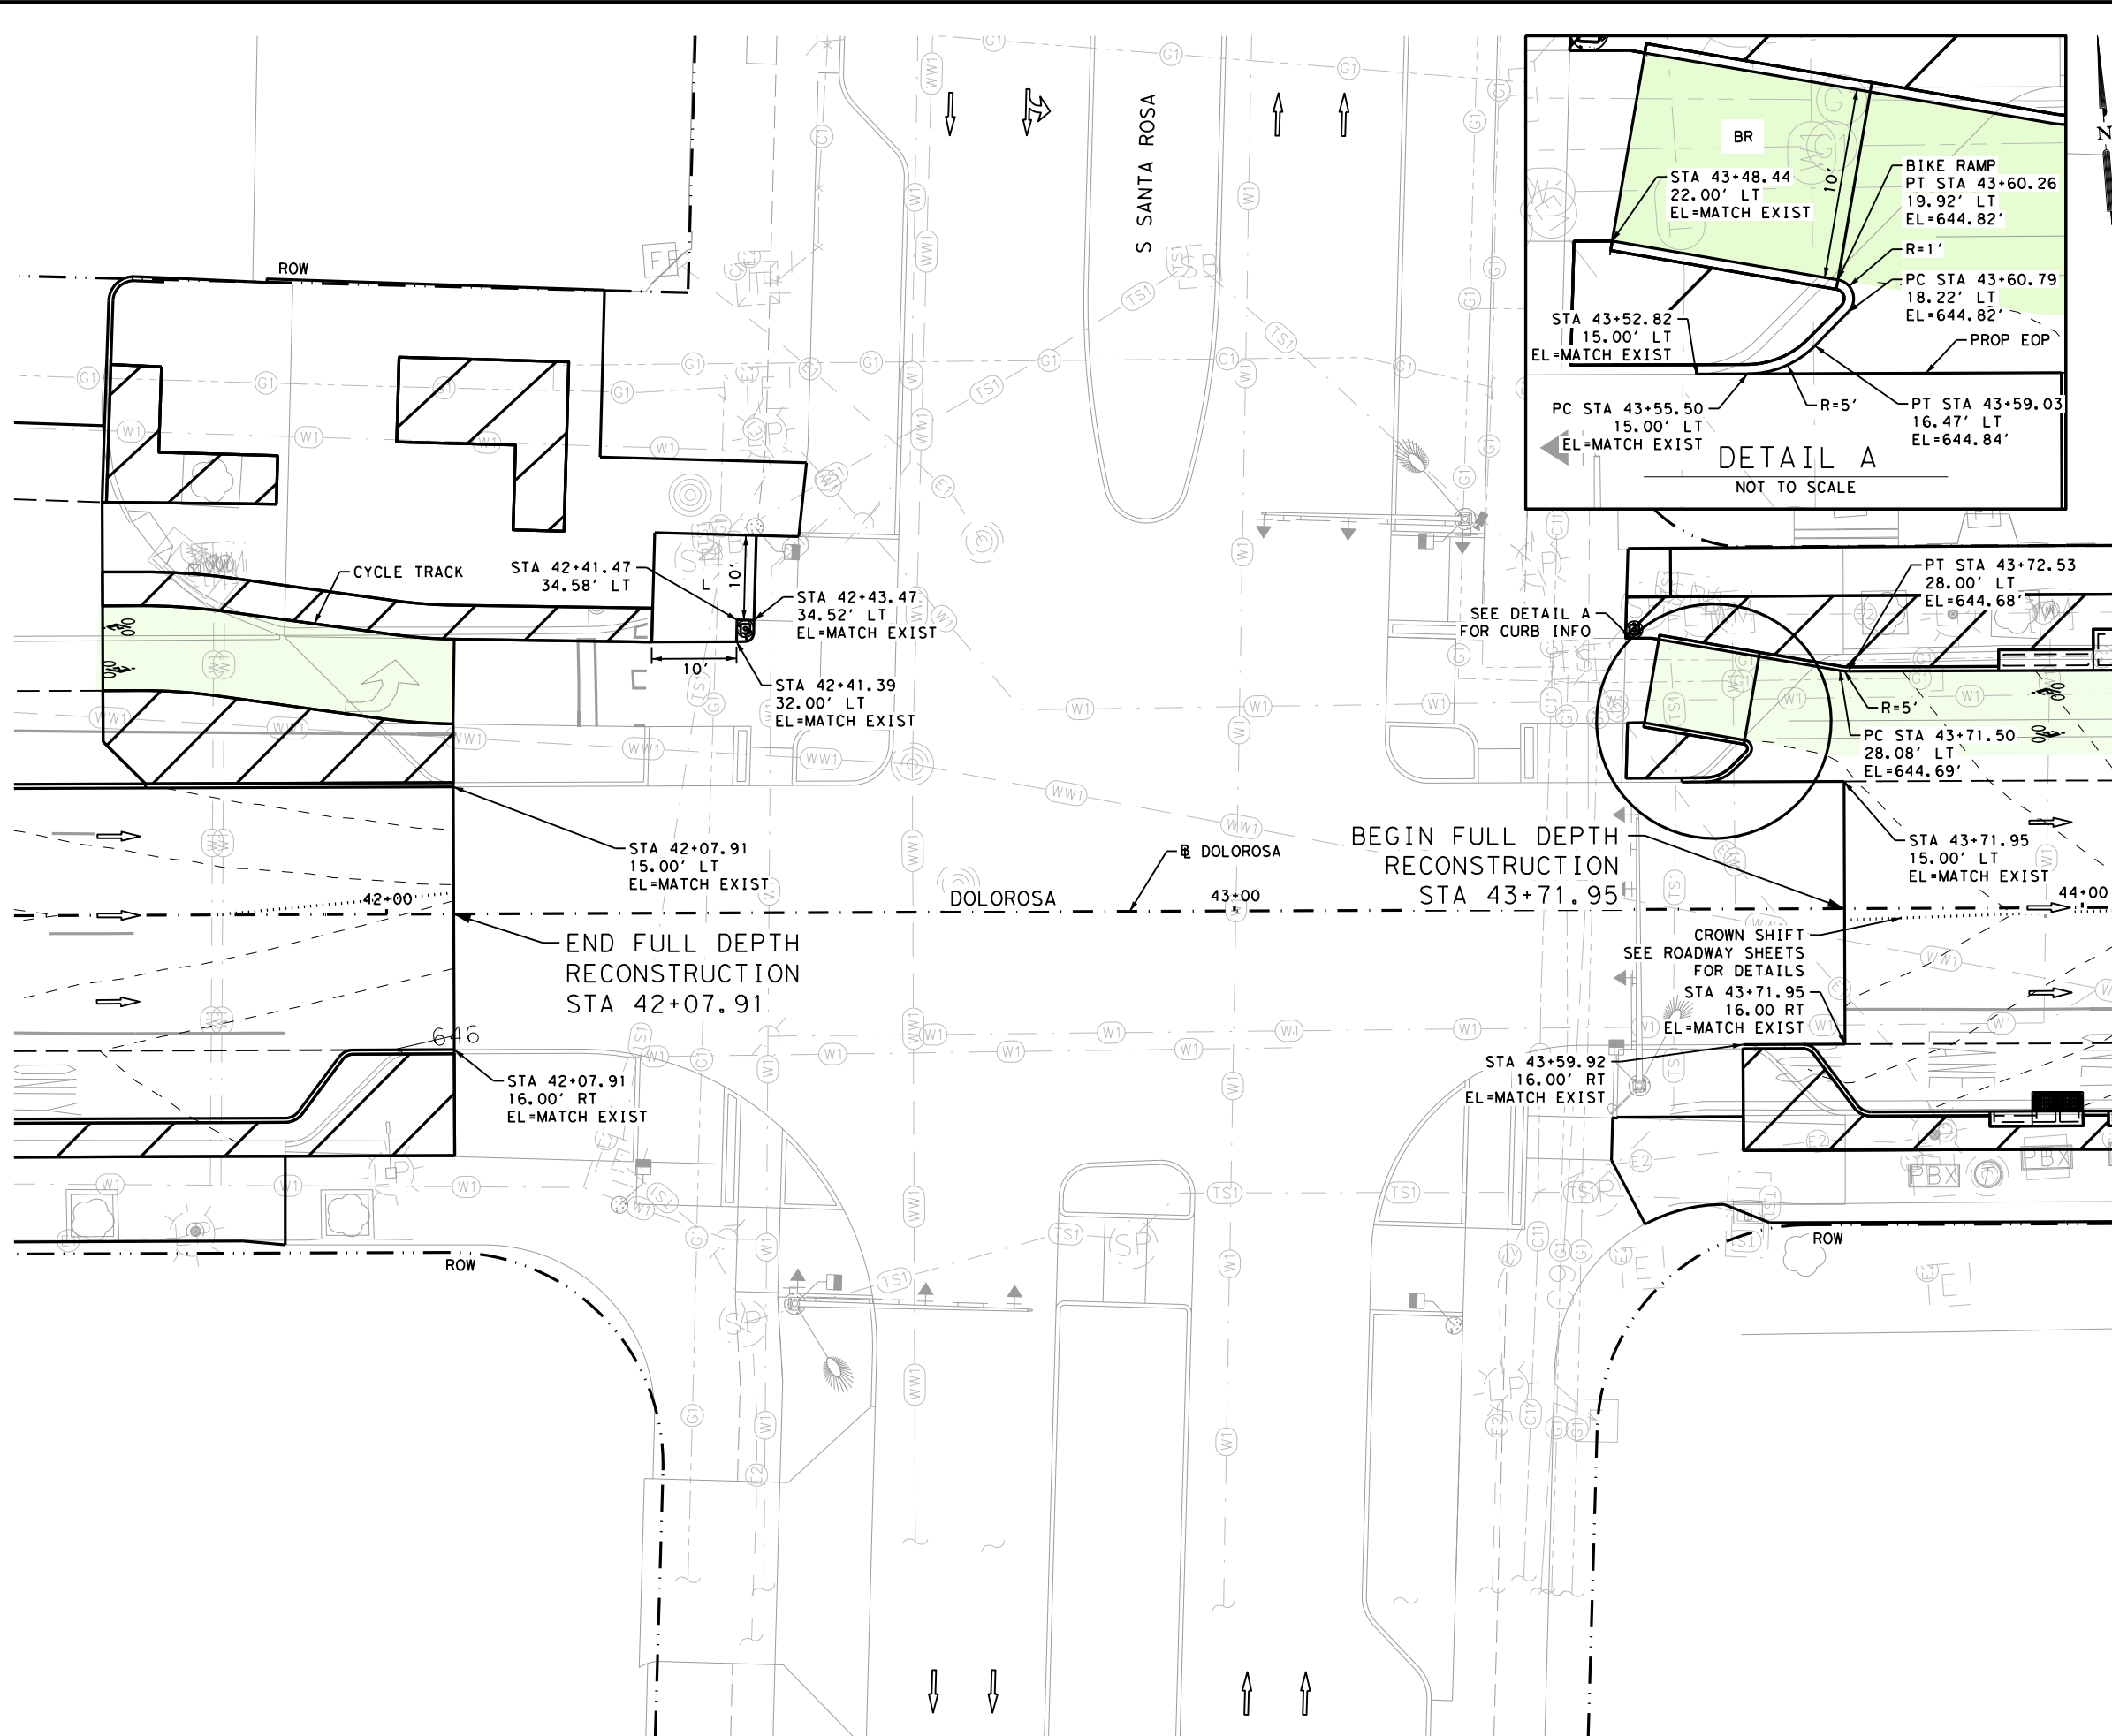 S SANTA ROSA
BR
10'
STA 43+48.44
22.00' LT
EL=MATCH EXIST
BIKE RAMP
PT STA 43+60.26
19.92' LT
EL=644.82'
R=1'
PC STA 43+60.79
18.22' LT
EL=644.82'
STA 43+52.82
15.00' LT
EL=MATCH EXIST
PROP EOP
PC STA 43+55.50
15.00' LT
EL=MATCH EXIST
R=5'
PT STA 43+59.03
16.47' LT
EL=644.84'
DETAIL A
NOT TO SCALE
N
ROW
CYCLE TRACK
STA 42+41.47
34.58' LT
L
10'
STA 42+43.47
34.52' LT
EL=MATCH EXIST
10'
STA 42+41.39
32.00' LT
EL=MATCH EXIST
SEE DETAIL A
FOR CURB INFO
PT STA 43+72.53
28.00' LT
EL=644.68'
R=5'
PC STA 43+71.50
28.08' LT
EL=644.69'
STA 42+07.91
15.00' LT
EL=MATCH EXIST
BEGIN FULL DEPTH
RECONSTRUCTION
STA 43+71.95
STA 43+71.95
15.00' LT
EL=MATCH EXIST
BL DOLOROSA
42+00
DOLOROSA
43+00
44+00
END FULL DEPTH
RECONSTRUCTION
STA 42+07.91
CROWN SHIFT
SEE ROADWAY SHEETS
FOR DETAILS
STA 43+71.95
16.00 RT
EL=MATCH EXIST
646
STA 42+07.91
16.00' RT
EL=MATCH EXIST
STA 43+59.92
16.00' RT
EL=MATCH EXIST
PBX
PBX
ROW
ROW